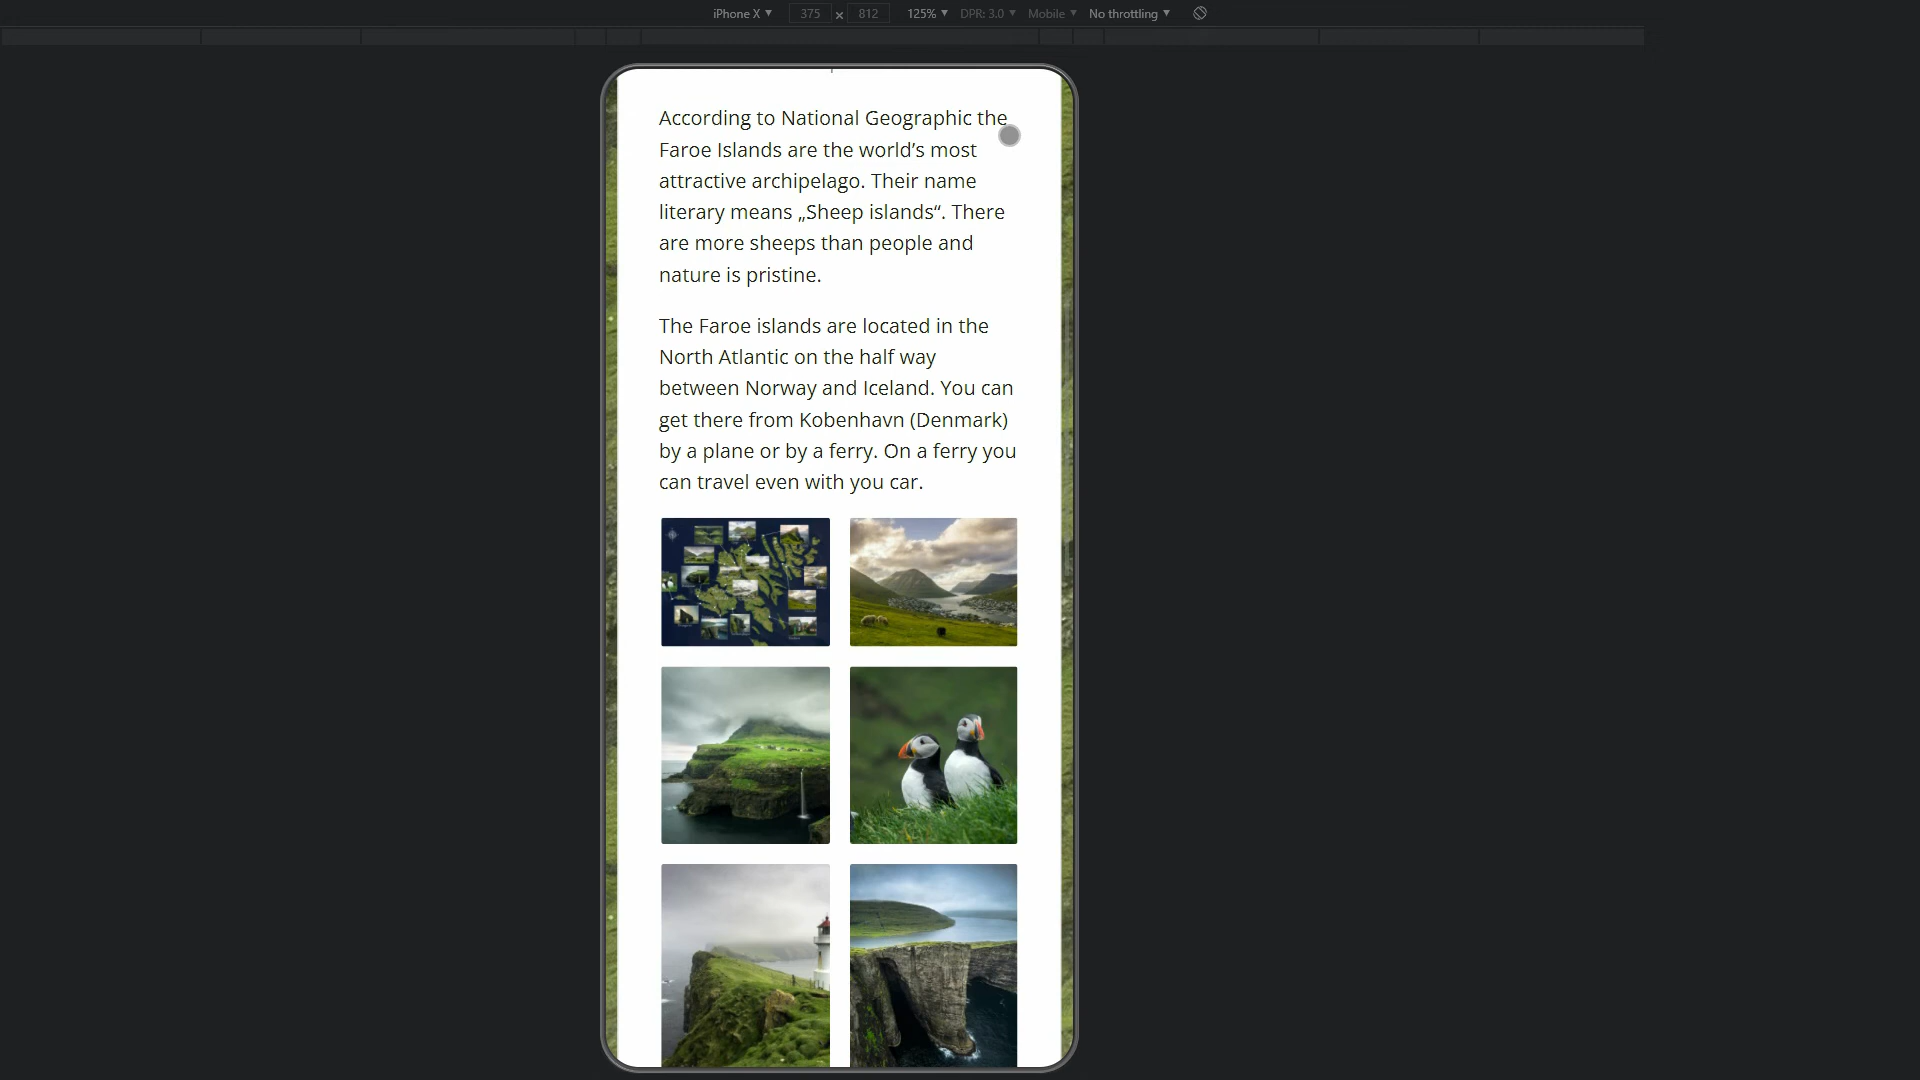 iPhone X ▼ 375 × 812 125% ▼ DPR: 3.0 ▼ Mobile ▼ No throttling ▼
According to National Geographic the
Faroe Islands are the world’s most
attractive archipelago. Their name
literary means „Sheep islands“. There
are more sheeps than people and
nature is pristine.
The Faroe islands are located in the
North Atlantic on the half way
between Norway and Iceland. You can
get there from Kobenhavn (Denmark)
by a plane or by a ferry. On a ferry you
can travel even with you car.